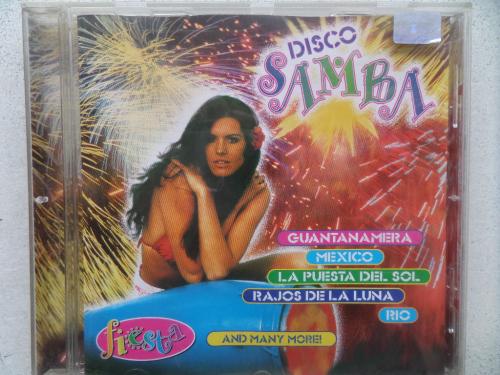 DISCO
SAMBA
GUANTANAMERA
MEXICO
LA PUESTA DEL SOL
RAJOS DE LA LUNA
RIO
fiesta
AND MANY MORE!